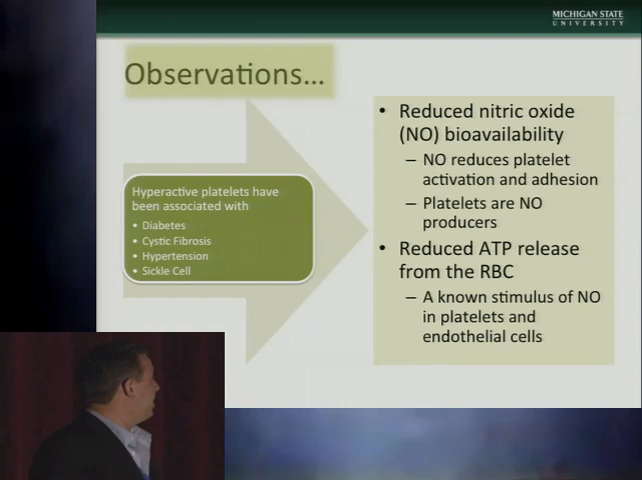 MICHIGAN STATE
UNIVERSITY
Observations...
Hyperactive platelets have
been associated with
• Diabetes
• Cystic Fibrosis
• Hypertension
• Sickle Cell
• Reduced nitric oxide
(NO) bioavailability
– NO reduces platelet
activation and adhesion
– Platelets are NO
producers
• Reduced ATP release
from the RBC
– A known stimulus of NO
in platelets and
endothelial cells